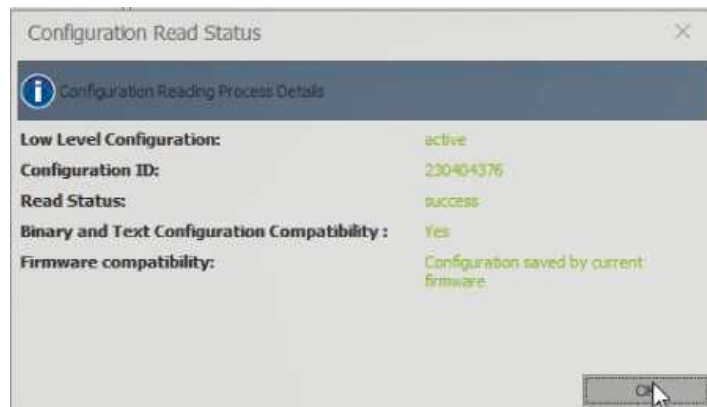 Configuration Read Status
Configuration Reading Process Details
Low Level Configuration: active
Configuration ID: 230404376
Read Status: success
Binary and Text Configuration Compatibility : Yes
Firmware compatibility: Configuration saved by current
firmware
OK